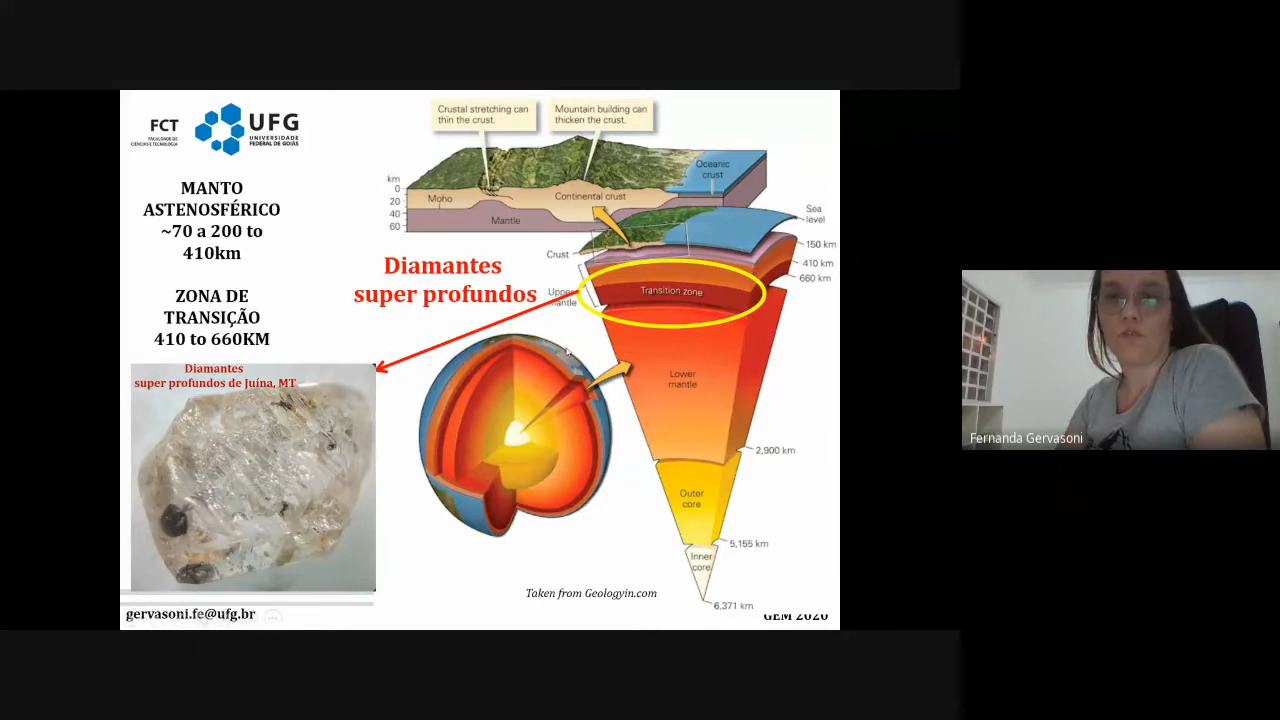 FCT
FACULDADE DE
CIÊNCIAS E TECNOLOGIA
UFG
UNIVERSIDADE
FEDERAL DE GOIÁS
MANTO
ASTENOSFÉRICO
~70 a 200 to
410km
ZONA DE
TRANSIÇÃO
410 to 660KM
Diamantes
super profundos
Diamantes
super profundos de Juína, MT
Crustal stretching can
thin the crust.
Mountain building can
thicken the crust.
km
0
20
40
60
Moho
Mantle
Continental crust
Oceanic
crust
Sea
level
Crust
150 km
410 km
660 km
Upper
mantle
Transition zone
Lower
mantle
2,900 km
Outer
core
5,155 km
Inner
core
6,371 km
Taken from Geologyin.com
gervasoni.fe@ufg.br
GEM 2020
Fernanda Gervasoni